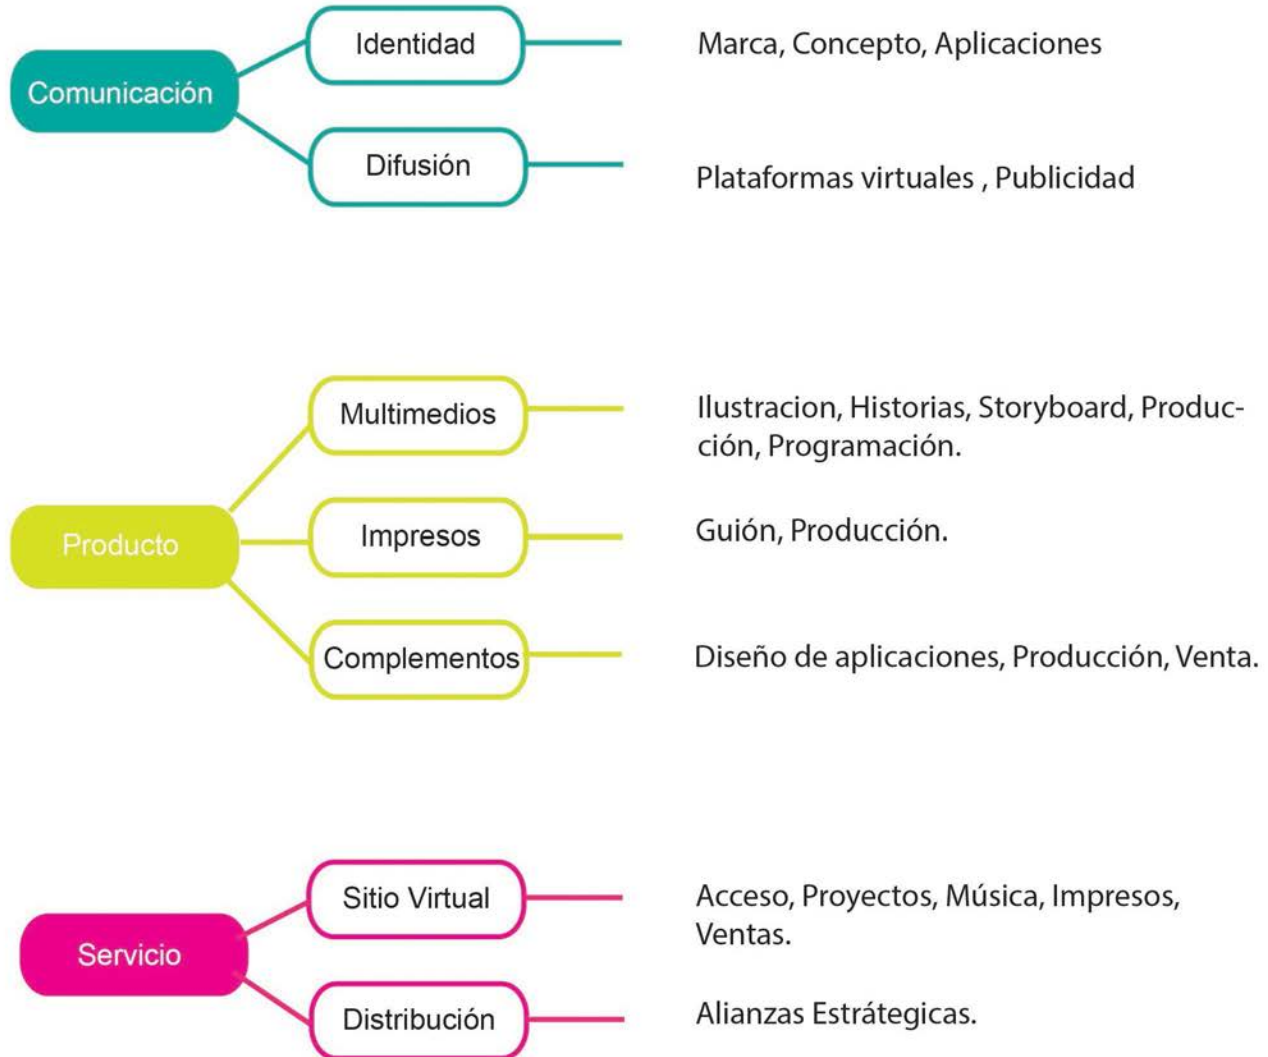 Comunicación
Identidad
Marca, Concepto, Aplicaciones
Difusión
Plataformas virtuales , Publicidad
Producto
Multimedios
Ilustracion, Historias, Storyboard, Produc-
ción, Programación.
Impresos
Guión, Producción.
Complementos
Diseño de aplicaciones, Producción, Venta.
Servicio
Sitio Virtual
Acceso, Proyectos, Música, Impresos,
Ventas.
Distribución
Alianzas Estrátegicas.